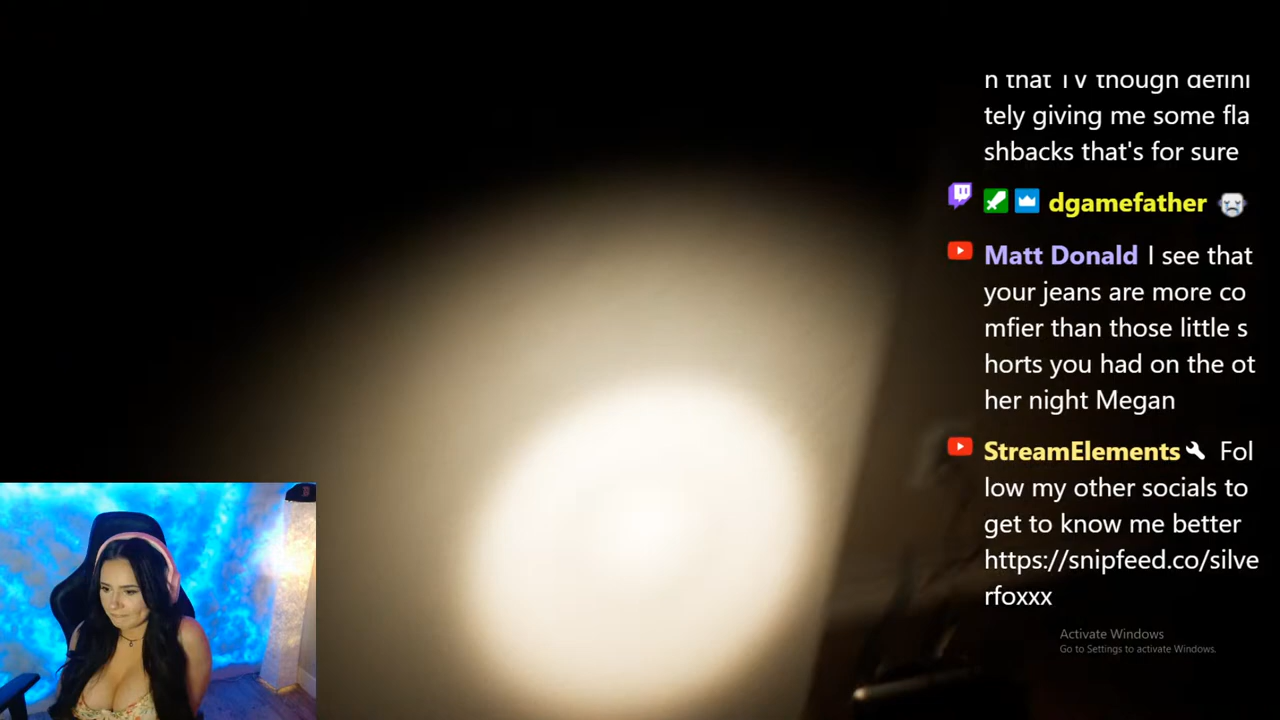 n that TV though defini
tely giving me some fla
shbacks that's for sure
dgamefather
Matt Donald I see that
your jeans are more co
mfier than those little s
horts you had on the ot
her night Megan
StreamElements Fol
low my other socials to
get to know me better
https://snipfeed.co/silve
rfoxxx
Activate Windows
Go to Settings to activate Windows.